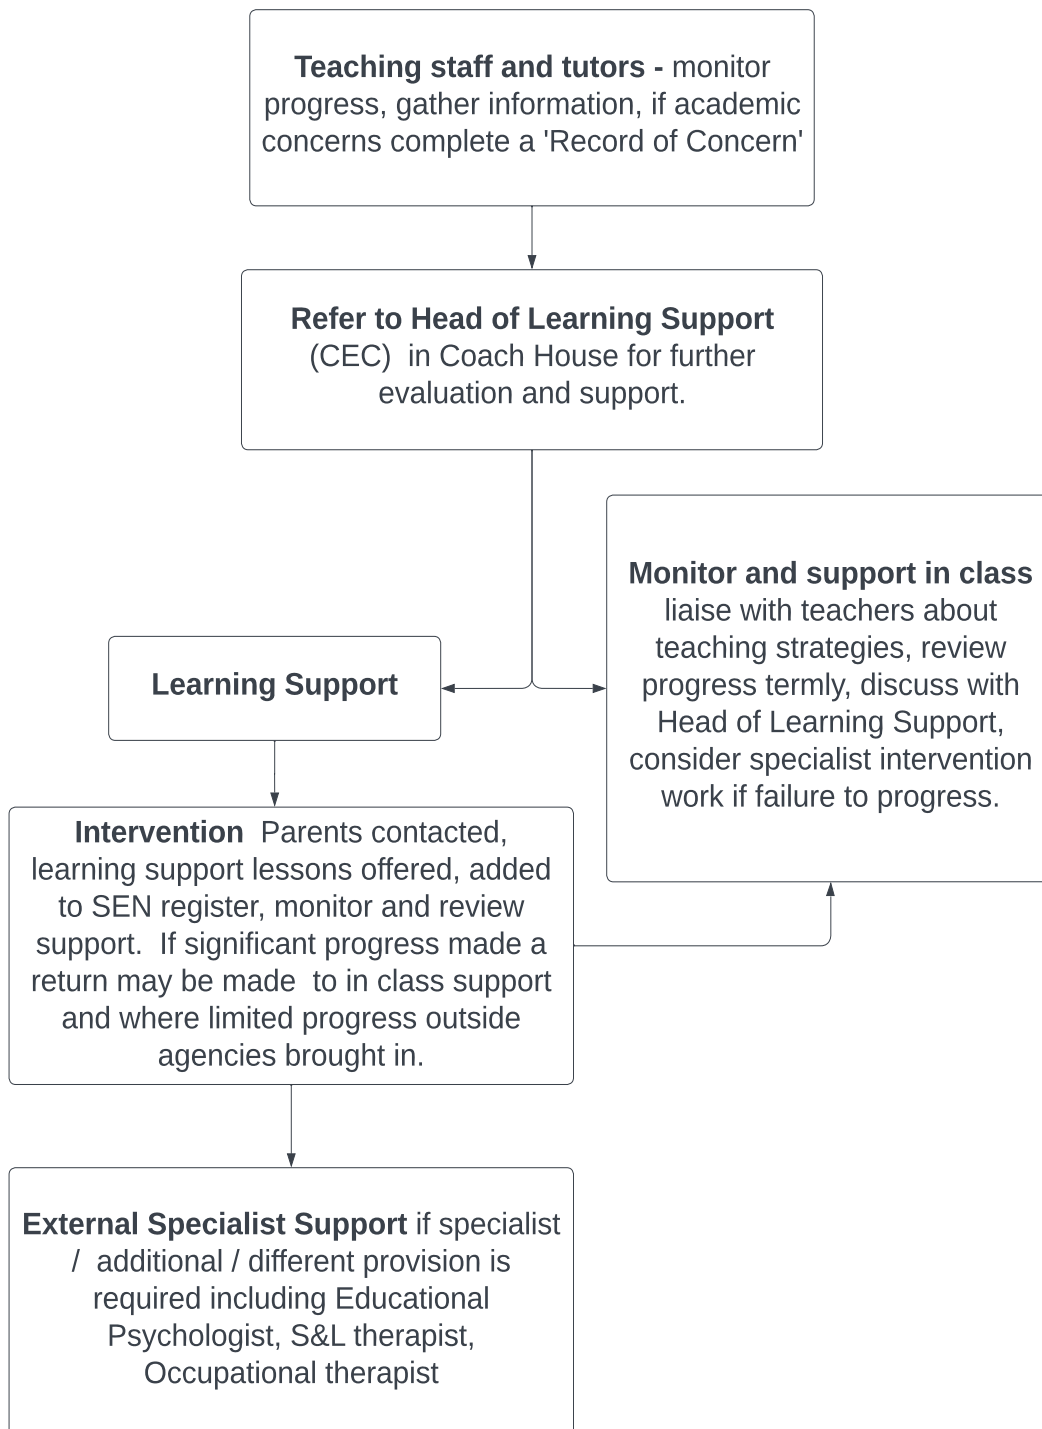 Teaching staff and tutors - monitor
progress, gather information, if academic
concerns complete a 'Record of Concern'
Refer to Head of Learning Support
(CEC)  in Coach House for further
evaluation and support.
Monitor and support in class
liaise with teachers about
teaching strategies, review
progress termly, discuss with
Head of Learning Support,
consider specialist intervention
work if failure to progress.
Learning Support
Intervention  Parents contacted,
learning support lessons offered, added
to SEN register, monitor and review
support.  If significant progress made a
return may be made  to in class support
and where limited progress outside
agencies brought in.
External Specialist Support if specialist
/  additional / different provision is
required including Educational
Psychologist, S&L therapist,
Occupational therapist